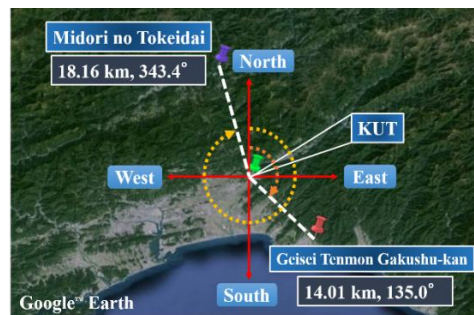 Midori no Tokeidai
18.16 km, 343.4°
North
KUT
West
East
Geisei Tenmon Gakushu-kan
14.01 km, 135.0°
South
Google™ Earth